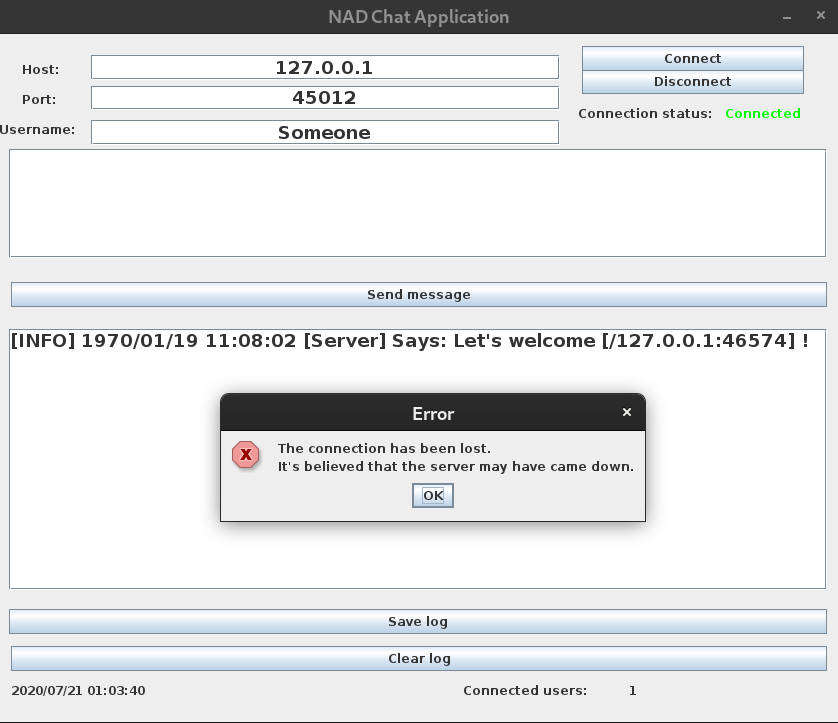 NAD Chat Application
Host:
127.0.0.1
Connect
Port:
45012
Disconnect
Username:
Someone
Connection status: Connected
Send message
[INFO] 1970/01/19 11:08:02 [Server] Says: Let's welcome [/127.0.0.1:46574] !
Error
X
The connection has been lost.
It's believed that the server may have came down.
OK
Save log
Clear log
2020/07/21 01:03:40
Connected users: 1